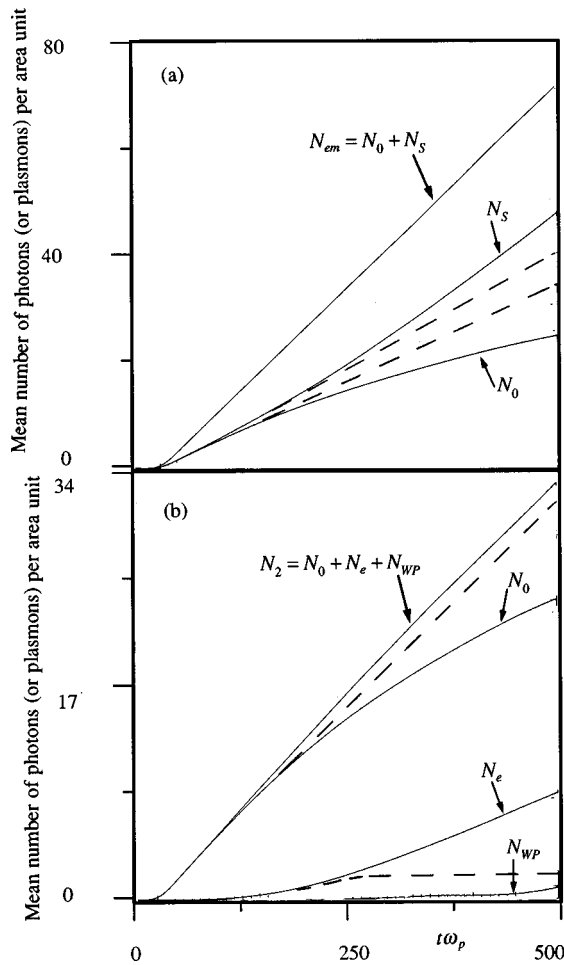 Mean number of photons (or plasmons) per area unit
80
40
0
(a)
N_em = N_0 + N_S
N_S
N_0
Mean number of photons (or plasmons) per area unit
34
17
0
(b)
N_2 = N_0 + N_e + N_WP
N_0
N_e
N_WP
0
250
tω_p
500